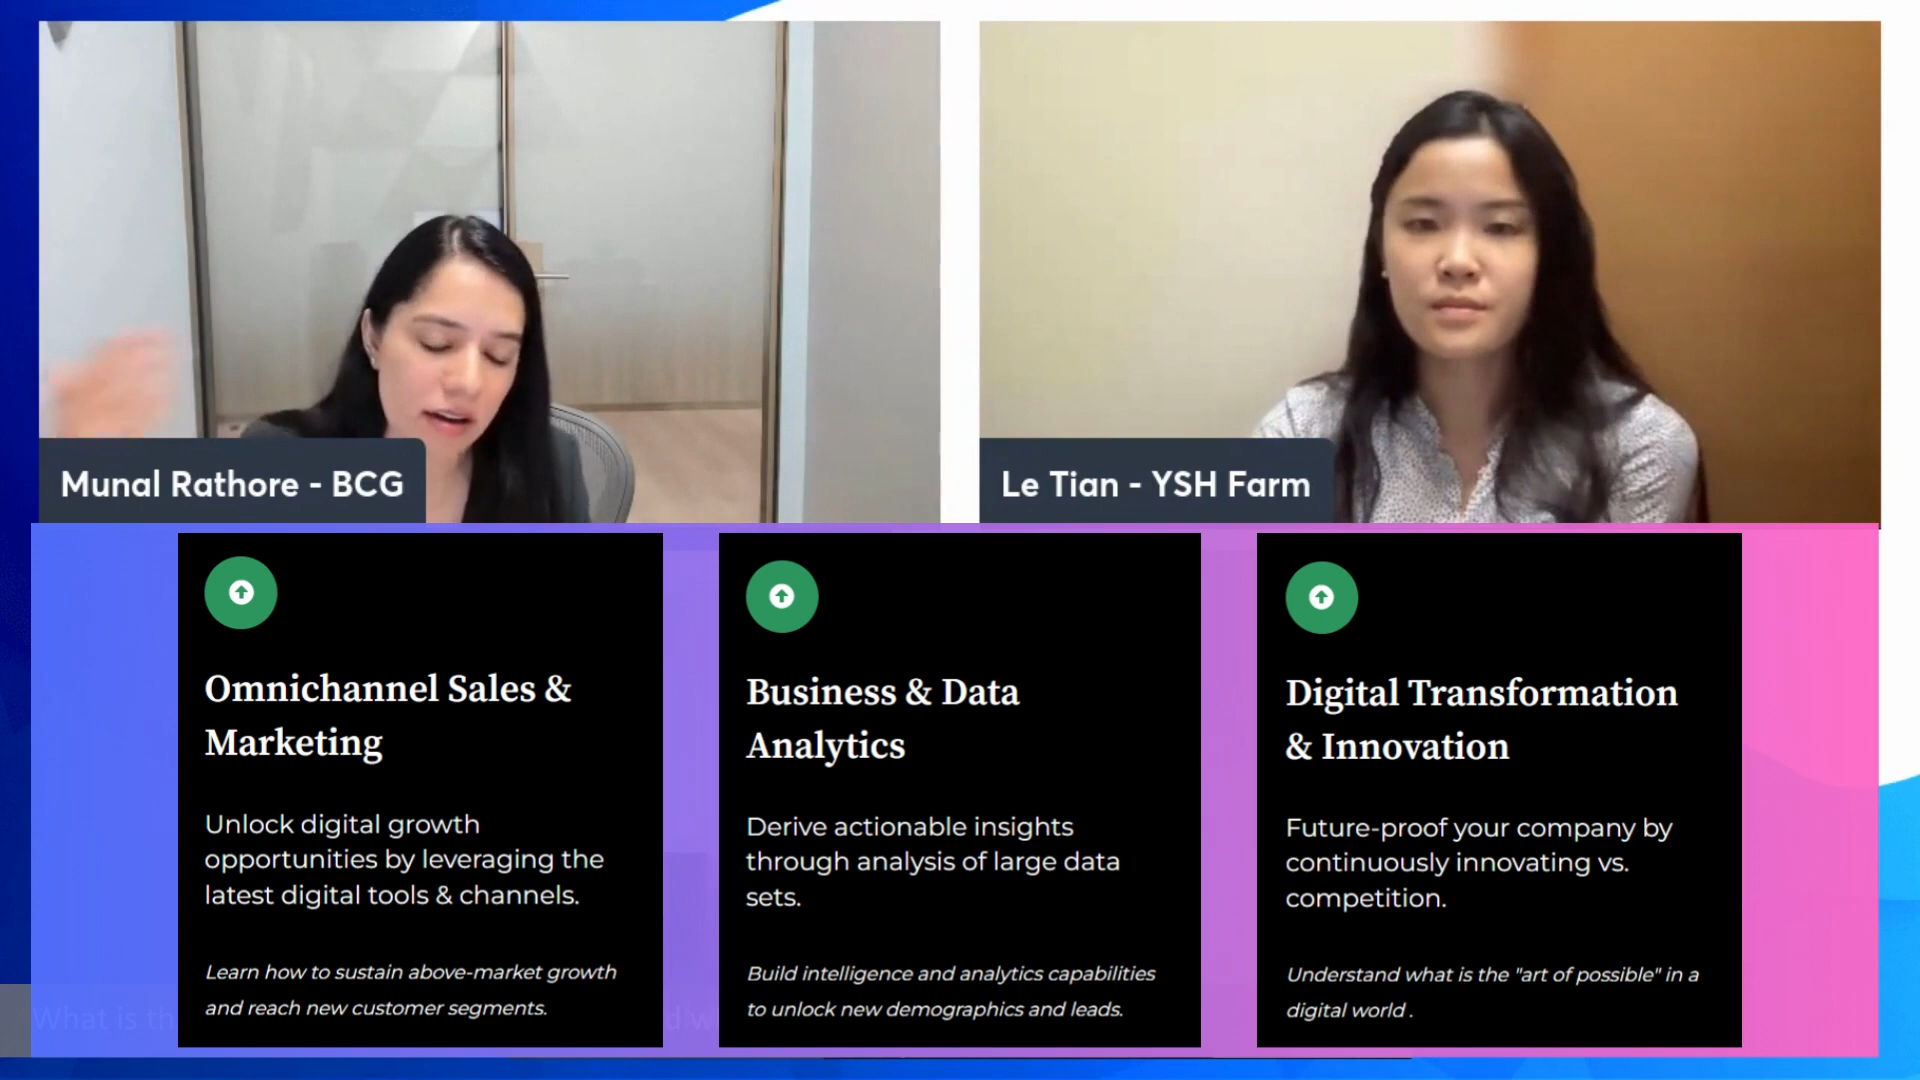 Munal Rathore - BCG
Le Tian - YSH Farm
Omnichannel Sales &
Marketing
Unlock digital growth
opportunities by leveraging the
latest digital tools & channels.
Learn how to sustain above-market growth
and reach new customer segments.
Business & Data
Analytics
Derive actionable insights
through analysis of large data
sets.
Build intelligence and analytics capabilities
to unlock new demographics and leads.
Digital Transformation
& Innovation
Future-proof your company by
continuously innovating vs.
competition.
Understand what is the "art of possible" in a
digital world .
What is